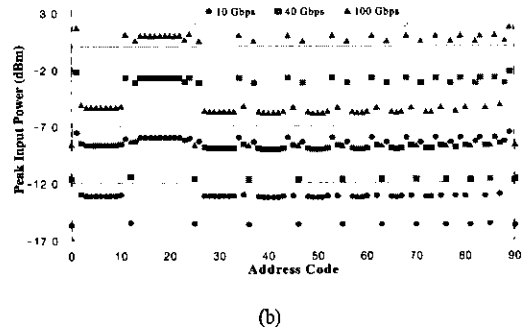 ● 10 Gbps ■ 40 Gbps ▲ 100 Gbps
Peak Input Power (dBm)
3.0
-2.0
-7.0
-12.0
-17.0
0 10 20 30 40 50 60 70 80 90
Address Code
(b)